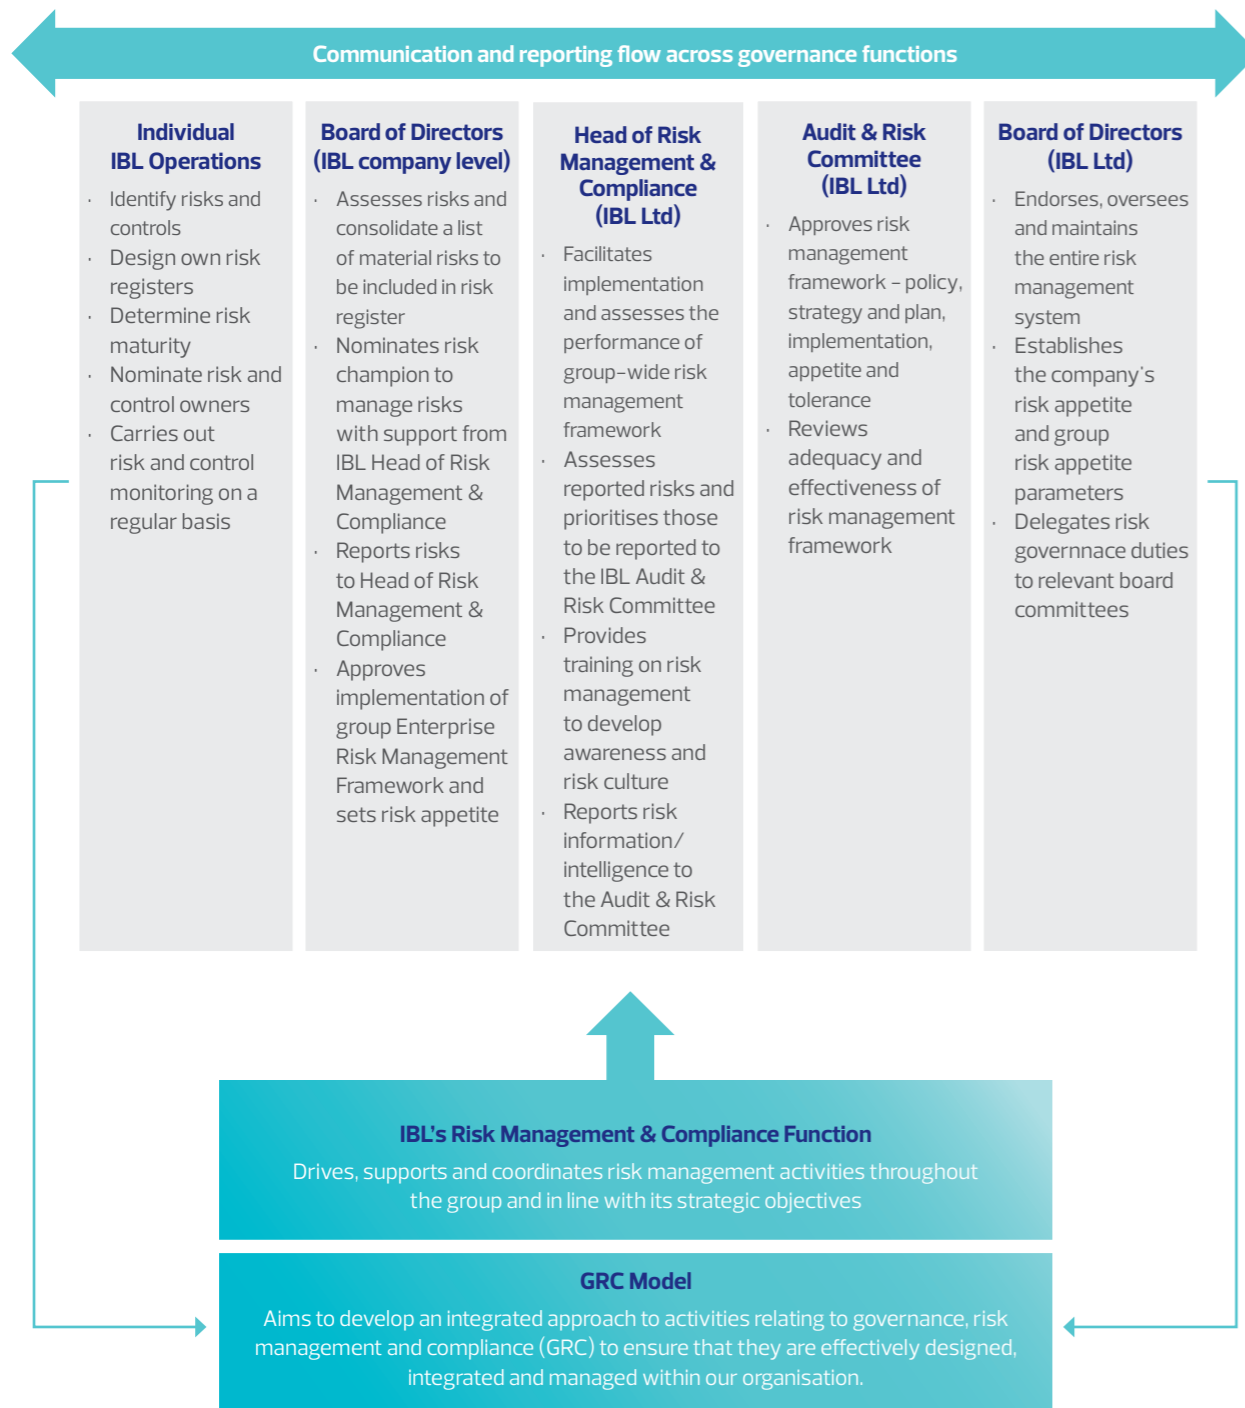 Communication and reporting flow across governance functions
Individual
IBL Operations
· Identify risks and
controls
· Design own risk
registers
· Determine risk
maturity
· Nominate risk and
control owners
· Carries out
risk and control
monitoring on a
regular basis
Board of Directors
(IBL company level)
· Assesses risks and
consolidate a list
of material risks to
be included in risk
register
· Nominates risk
champion to
manage risks
with support from
IBL Head of Risk
Management &
Compliance
· Reports risks
to Head of Risk
Management &
Compliance
· Approves
implementation of
group Enterprise
Risk Management
Framework and
sets risk appetite
Head of Risk
Management &
Compliance
(IBL Ltd)
· Facilitates
implementation
and assesses the
performance of
group-wide risk
management
framework
· Assesses
reported risks and
prioritises those
to be reported to
the IBL Audit &
Risk Committee
· Provides
training on risk
management
to develop
awareness and
risk culture
· Reports risk
information/
intelligence to
the Audit & Risk
Committee
Audit & Risk
Committee
(IBL Ltd)
· Approves risk
management
framework – policy,
strategy and plan,
implementation,
appetite and
tolerance
· Reviews
adequacy and
effectiveness of
risk management
framework
Board of Directors
(IBL Ltd)
· Endorses, oversees
and maintains
the entire risk
management
system
· Establishes
the company's
risk appetite
and group
risk appetite
parameters
· Delegates risk
governnace duties
to relevant board
committees
IBL's Risk Management & Compliance Function
Drives, supports and coordinates risk management activities throughout
the group and in line with its strategic objectives
GRC Model
Aims to develop an integrated approach to activities relating to governance, risk
management and compliance (GRC) to ensure that they are effectively designed,
integrated and managed within our organisation.